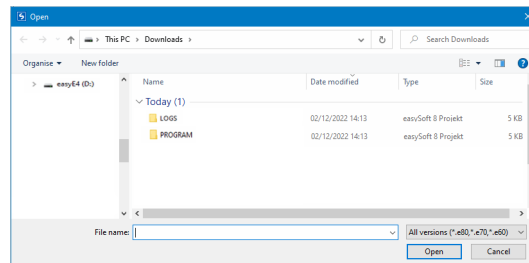 Open
This PC > Downloads >
Search Downloads
Organise New folder
easyE4 (D:)
Name Date modified Type Size
Today (1)
LOGS 02/12/2022 14:13 easySoft 8 Projekt 5 KB
PROGRAM 02/12/2022 14:13 easySoft 8 Projekt 5 KB
File name: All versions (*.e80,*.e70,*.e60)
Open Cancel